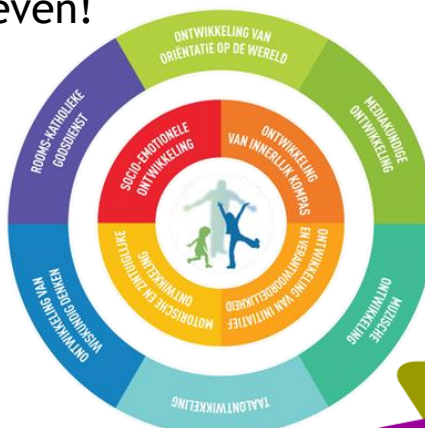 even!
ONTWIKKELING VAN
ORIËNTATIE OP DE WERELD
MEDIAKUNDIGE
ONTWIKKELING
MUZISCHE
ONTWIKKELING
TAALONTWIKKELING
ONTWIKKELING VAN
WISKUNDIG DENKEN
ROOMS-KATHOLIEKE
GODSDIENST
SOCIO-EMOTIONELE
ONTWIKKELING
ONTWIKKELING
VAN INNERLIJK KOMPAS
ONTWIKKELING VAN INITIATIEF
EN VERANTWOORDELIJKHEID
MOTORISCHE EN ZINTUIGLIJKE
ONTWIKKELING